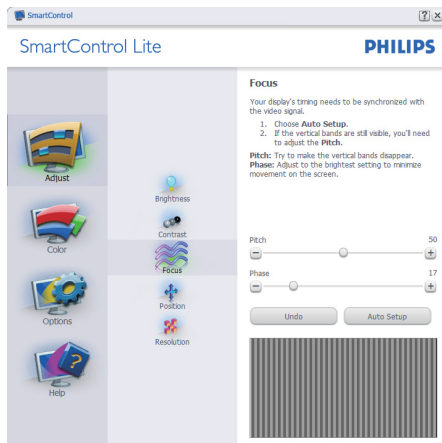 SmartControl
? ×
SmartControl Lite
PHILIPS
Adjust
Color
Options
Help
Brightness
Contrast
Focus
Position
Resolution
Focus
Your display's timing needs to be synchronized with
the video signal.
1. Choose Auto Setup.
2. If the vertical bands are still visible, you'll need
to adjust the Pitch.
Pitch: Try to make the vertical bands disappear.
Phase: Adjust to the brightest setting to minimize
movement on the screen.
Pitch 50
Phase 17
Undo Auto Setup